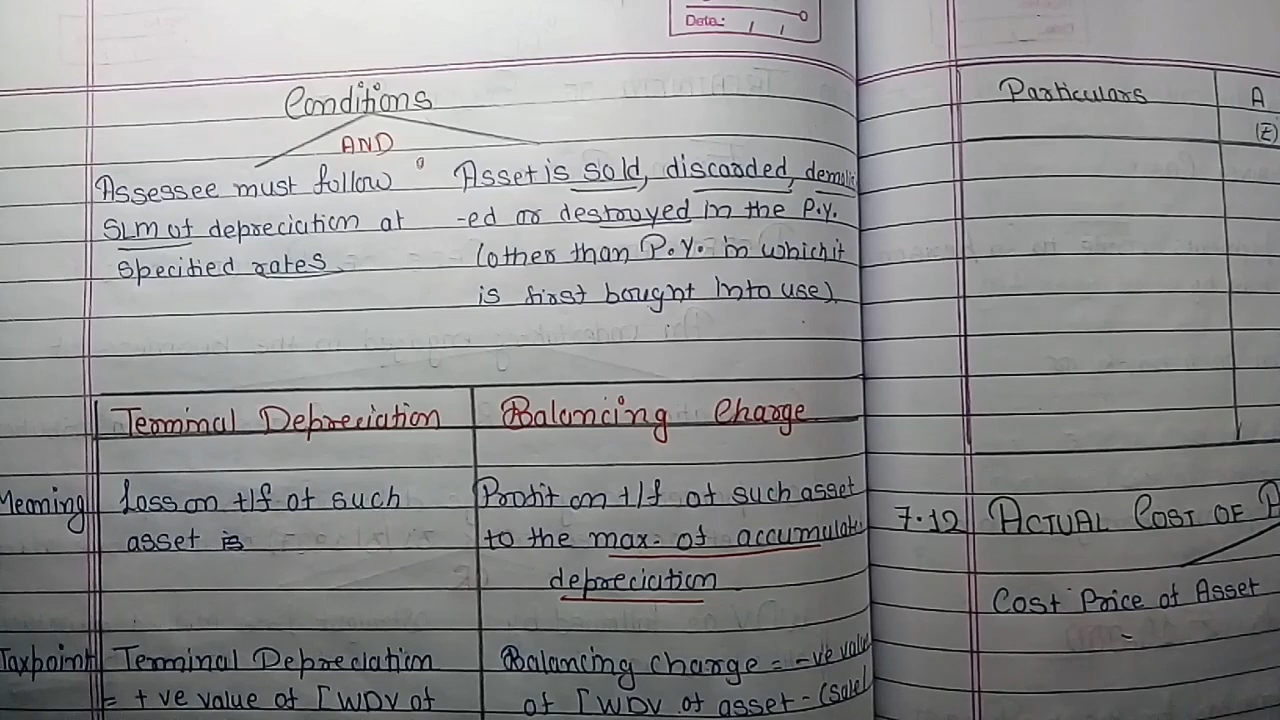 Date: / /
Conditions
AND
Assessee must follow
SLM of depreciation at
specified rates.
Asset is sold, discarded, demolish
-ed or destroyed in the P.Y.
(other than P.Y. in which it
is first bought into use).
Terminal Depreciation
Balancing Charge
Meaning
Loss on t/f of such
asset is
Profit on t/f of such asset
to the max. of accumulate
depreciation
Taxpoint
Terminal Depreciation
= +ve value of [WDV of
Balancing charge = -ve value
of [WDV of asset - (Sale)
Particulars
A
(₹)
7.12 ACTUAL COST OF A
Cost Price of Asset